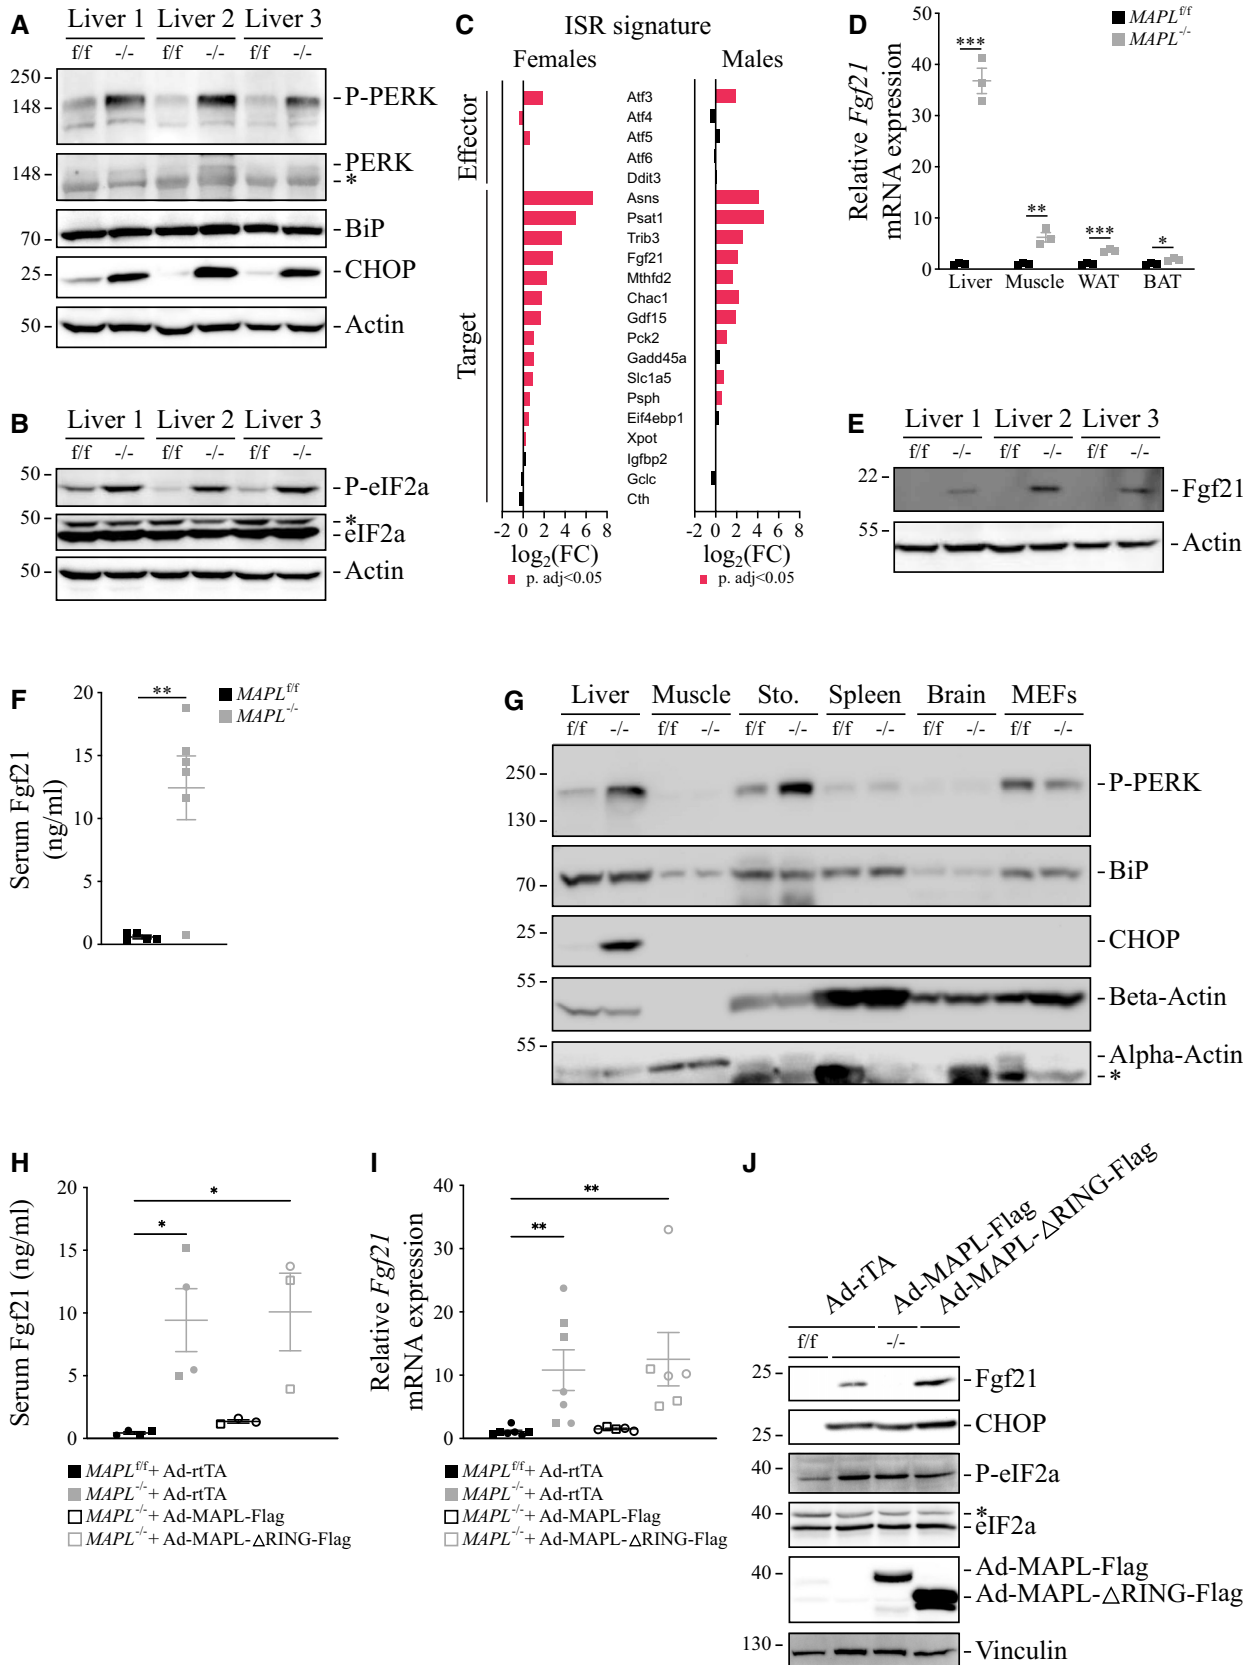 A
Liver 1 Liver 2 Liver 3
f/f -/- f/f -/- f/f -/-
250
148
P-PERK
148
PERK
*
70
BiP
25
CHOP
50
Actin
B
Liver 1 Liver 2 Liver 3
f/f -/- f/f -/- f/f -/-
50
P-eIF2a
50
*
eIF2a
50
Actin
C
ISR signature
Females Males
Effector
Target
Atf3
Atf4
Atf5
Atf6
Ddit3
Asns
Psat1
Trib3
Fgf21
Mthfd2
Chac1
Gdf15
Pck2
Gadd45a
Slc1a5
Psph
Eif4ebp1
Xpot
Igfbp2
Gclc
Cth
-2 0 2 4 6 8
-2 0 2 4 6 8
log2(FC)
log2(FC)
p. adj<0.05
p. adj<0.05
D
MAPL f/f
MAPL -/-
Relative Fgf21
mRNA expression
50
40
30
20
10
0
***
**
***
*
Liver Muscle WAT BAT
E
Liver 1 Liver 2 Liver 3
f/f -/- f/f -/- f/f -/-
22
Fgf21
55
Actin
F
Serum Fgf21
(ng/ml)
20
15
10
5
0
**
MAPL f/f
MAPL -/-
G
Liver Muscle Sto. Spleen Brain MEFs
f/f -/- f/f -/- f/f -/- f/f -/- f/f -/- f/f -/-
250
130
P-PERK
70
BiP
25
CHOP
55
Beta-Actin
55
Alpha-Actin
*
H
Serum Fgf21 (ng/ml)
20
15
10
5
0
*
*
MAPL f/f + Ad-rtTA
MAPL -/- + Ad-rtTA
MAPL -/- + Ad-MAPL-Flag
MAPL -/- + Ad-MAPL-△RING-Flag
I
Relative Fgf21
mRNA expression
40
30
20
10
0
**
**
MAPL f/f + Ad-rtTA
MAPL -/- + Ad-rtTA
MAPL -/- + Ad-MAPL-Flag
MAPL -/- + Ad-MAPL-△RING-Flag
J
Ad-rTA
Ad-MAPL-Flag
Ad-MAPL-△RING-Flag
f/f -/-
25
Fgf21
25
CHOP
40
P-eIF2a
40
*
eIF2a
40
Ad-MAPL-Flag
Ad-MAPL-△RING-Flag
130
Vinculin